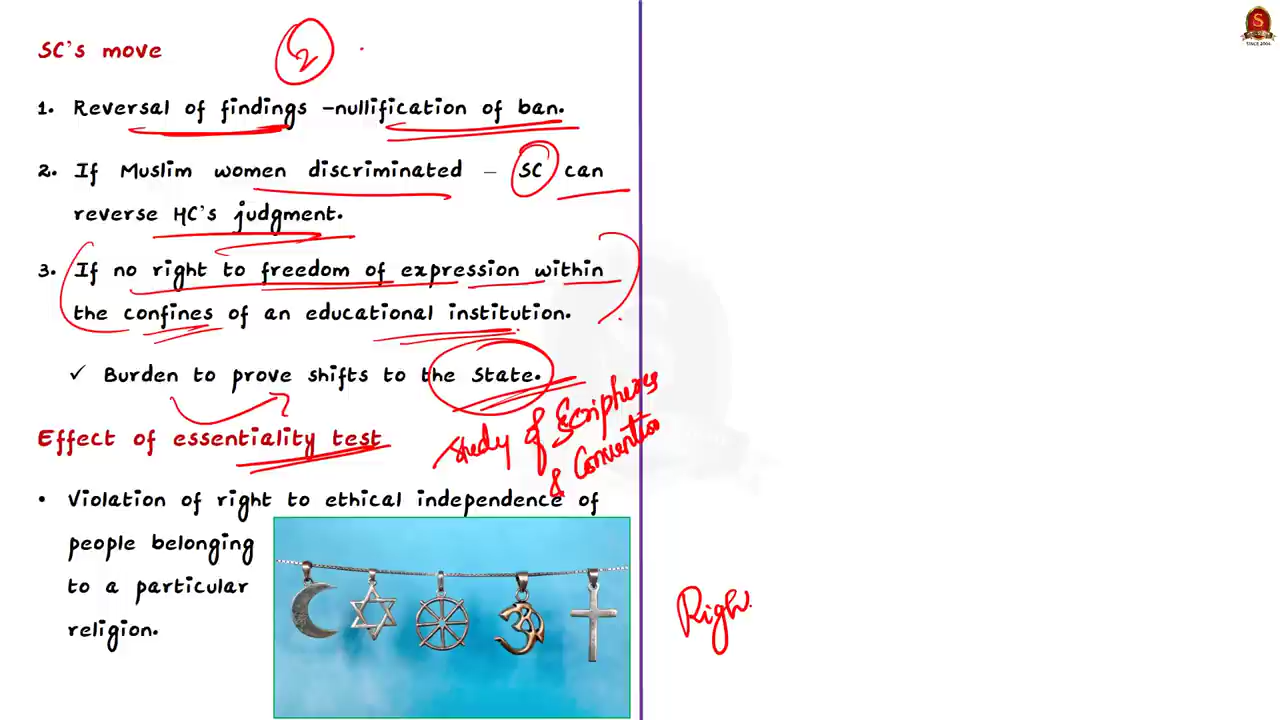 SC's move
2
1. Reversal of findings –nullification of ban.
2. If Muslim women discriminated – SC can
reverse HC's judgment.
3. If no right to freedom of expression within
the confines of an educational institution.
✓ Burden to prove shifts to the State.
Effect of essentiality test
Study of Scriptures
& Convention
• Violation of right to ethical independence of
people belonging
to a particular
religion.
Righ
S
SINCE 2004